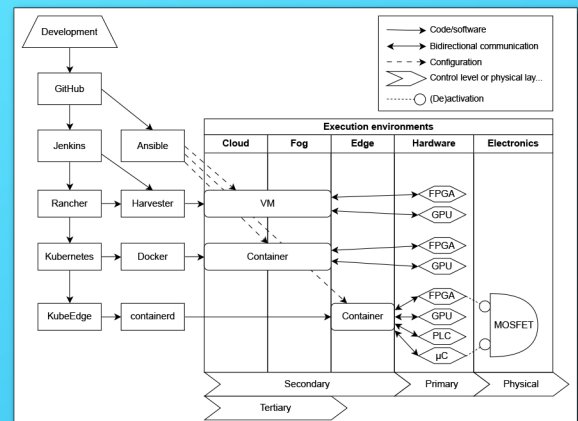 Development
Code/software
Bidirectional communication
Configuration
Control level or physical lay...
(De)activation
GitHub
Jenkins
Ansible
Execution environments
Cloud
Fog
Edge
Hardware
Electronics
Rancher
Harvester
VM
FPGA
GPU
Kubernetes
Docker
Container
FPGA
GPU
KubeEdge
containerd
Container
FPGA
GPU
PLC
µC
MOSFET
Secondary
Primary
Physical
Tertiary